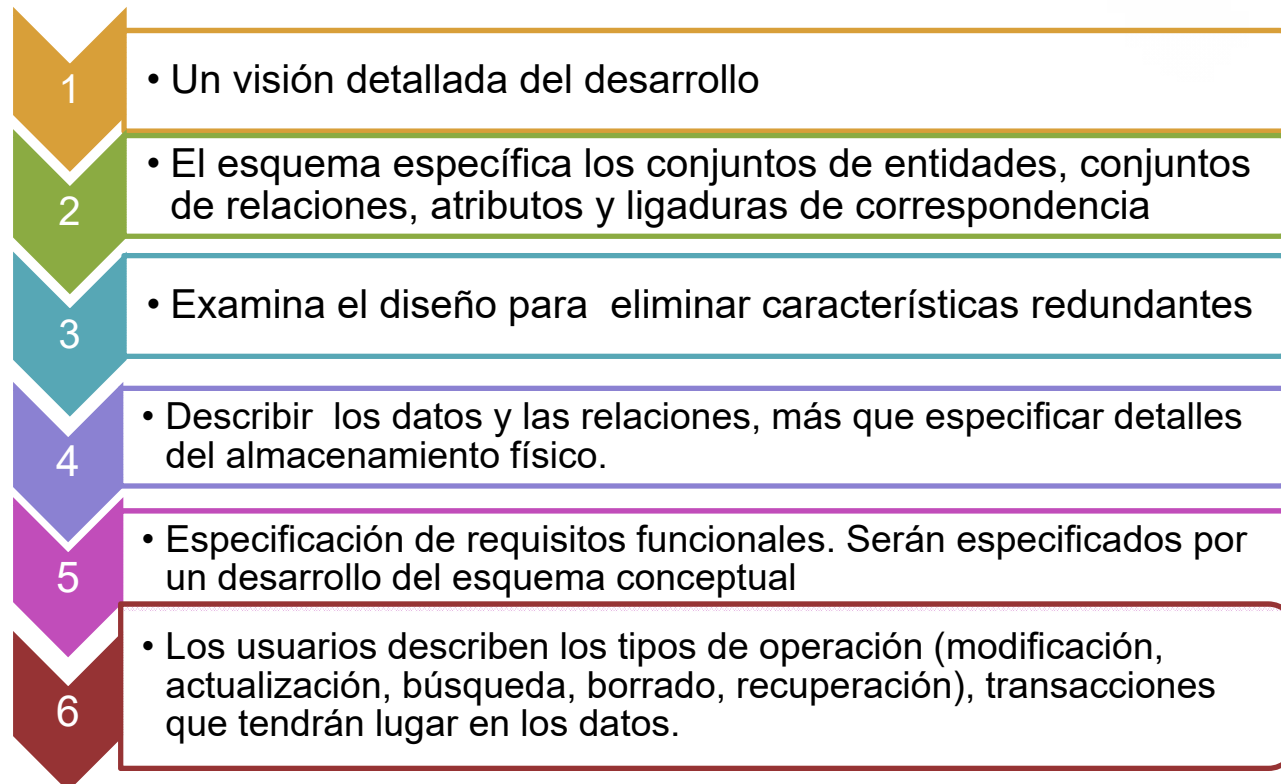 1
• Un visión detallada del desarrollo
2
• El esquema específica los conjuntos de entidades, conjuntos
de relaciones, atributos y ligaduras de correspondencia
3
• Examina el diseño para  eliminar características redundantes
4
• Describir  los datos y las relaciones, más que especificar detalles
del almacenamiento físico.
5
• Especificación de requisitos funcionales. Serán especificados por
un desarrollo del esquema conceptual
6
• Los usuarios describen los tipos de operación (modificación,
actualización, búsqueda, borrado, recuperación), transacciones
que tendrán lugar en los datos.